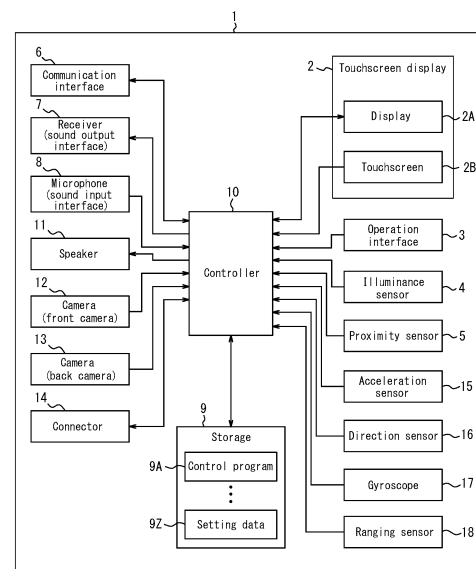 1
6
Communication
interface
7
Receiver
(sound output
interface)
8
Microphone
(sound input
interface)
11
Speaker
12
Camera
(front camera)
13
Camera
(back camera)
14
Connector
10
Controller
9
Storage
9A
Control program
9Z
Setting data
2
Touchscreen display
Display
2A
Touchscreen
2B
Operation
interface
3
Illuminance
sensor
4
Proximity sensor
5
Acceleration
sensor
15
Direction sensor
16
Gyroscope
17
Ranging sensor
18